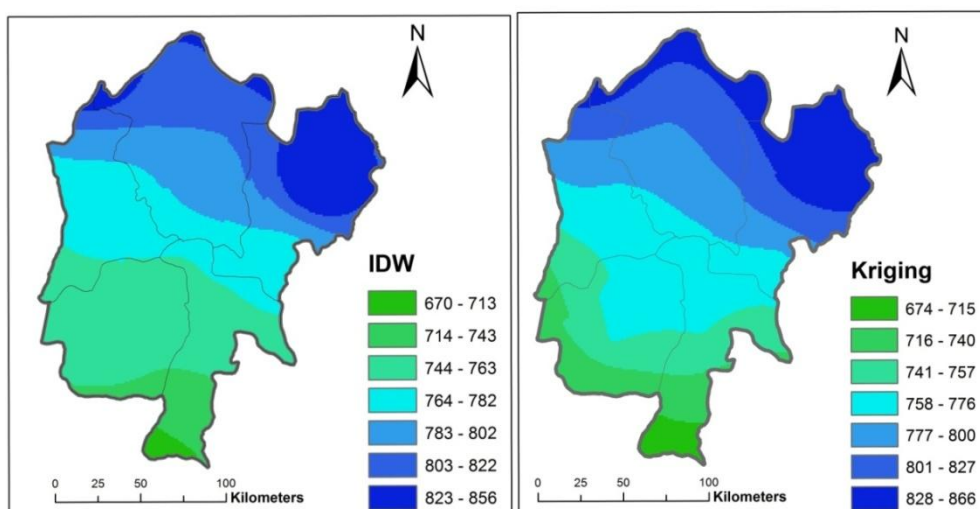 N
IDW
670 - 713
714 - 743
744 - 763
764 - 782
783 - 802
803 - 822
823 - 856
0 25 50 100
Kilometers
N
Kriging
674 - 715
716 - 740
741 - 757
758 - 776
777 - 800
801 - 827
828 - 866
0 25 50 100
Kilometers